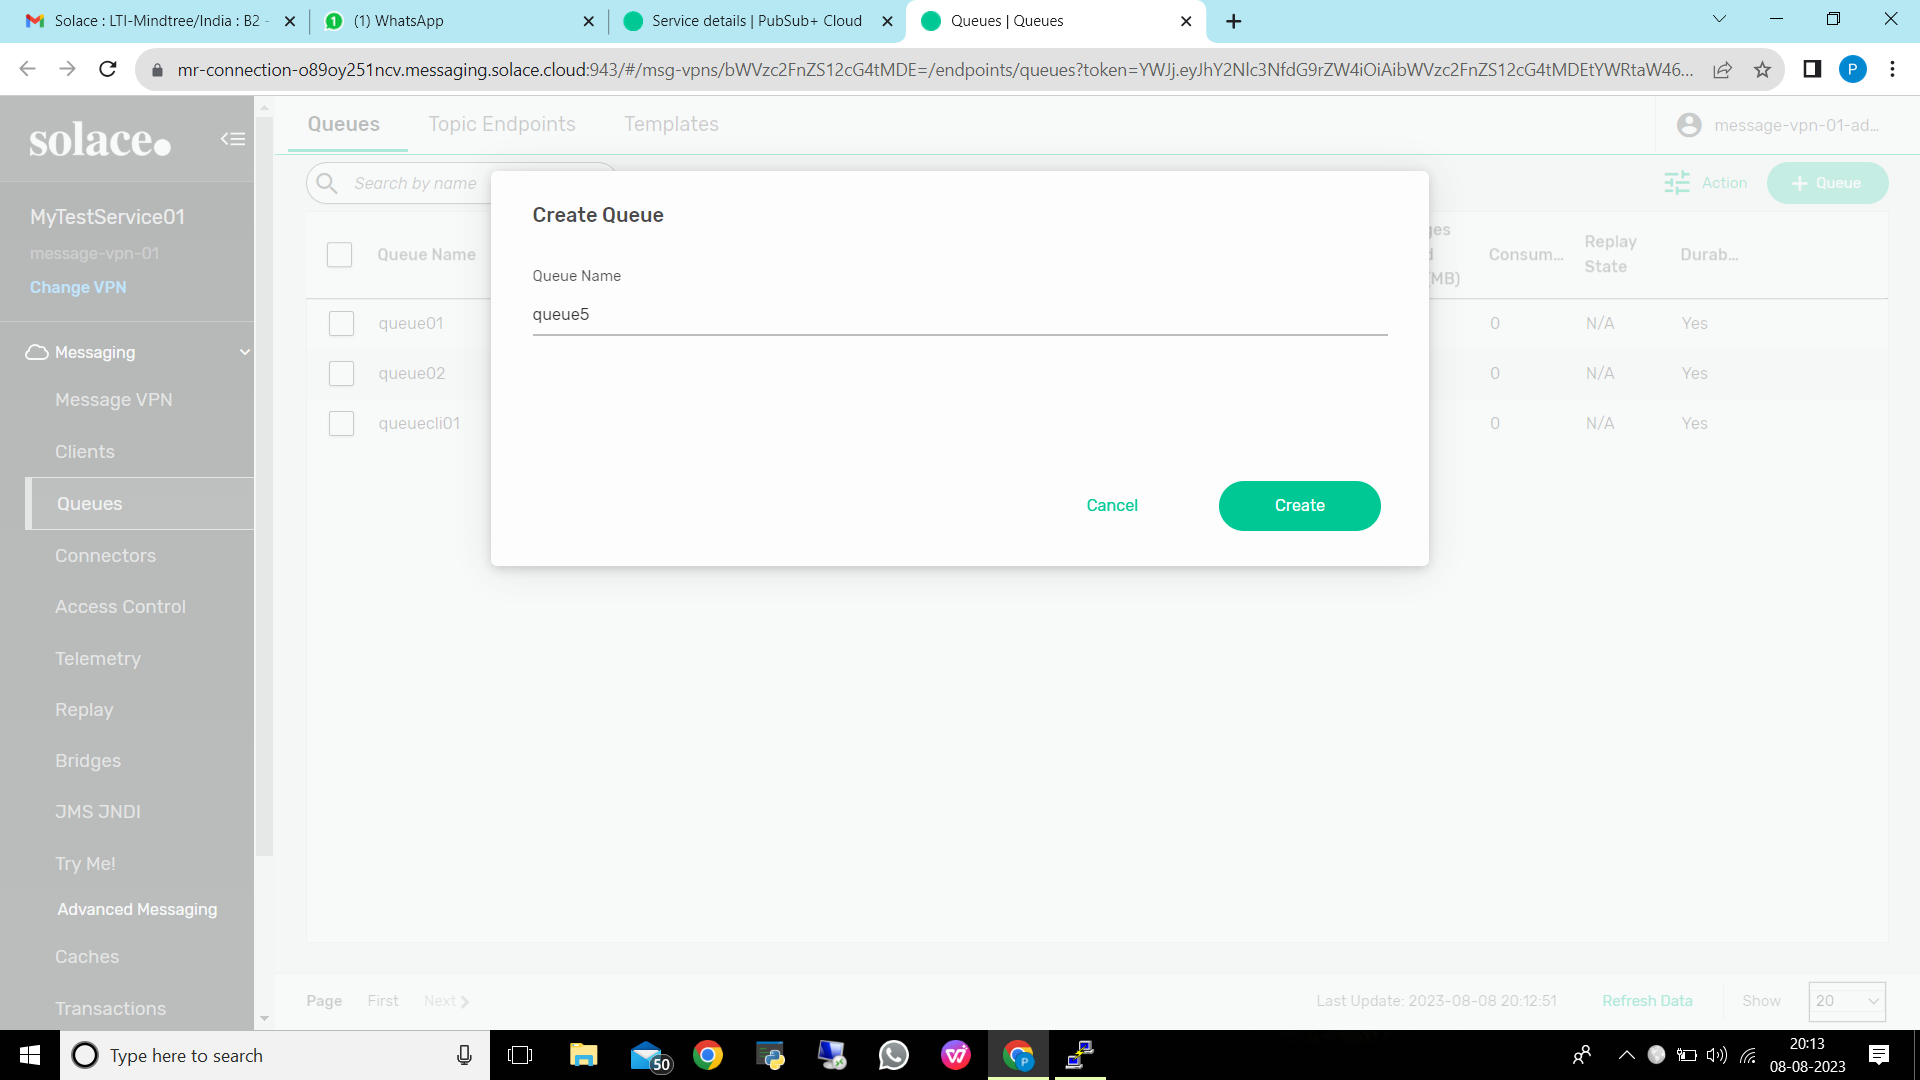 Solace : LTI-Mindtree/India : B2 -
(1) WhatsApp
Service details | PubSub+ Cloud
Queues | Queues
mr-connection-o89oy251ncv.messaging.solace.cloud:943/#/msg-vpns/bWVzc2FnZS12cG4tMDE=/endpoints/queues?token=YWJj.eyJhY2Nlc3NfdG9rZW4iOiAibWVzc2FnZS12cG4tMDEtYWRtaW46...
P
solace.
Queues
Topic Endpoints
Templates
message-vpn-01-ad...
Search by name
Action
+ Queue
MyTestService01
message-vpn-01
Change VPN
Messaging
Message VPN
Clients
Queues
Connectors
Access Control
Telemetry
Replay
Bridges
JMS JNDI
Try Me!
Advanced Messaging
Caches
Transactions
Queue Name
Consum...
Replay State
Durab...
(MB)
queue01
0
N/A
Yes
queue02
0
N/A
Yes
queuecli01
0
N/A
Yes
Create Queue
Queue Name
queue5
Cancel
Create
Page
First
Next
Last Update: 2023-08-08 20:12:51
Refresh Data
Show
20
Type here to search
50
20:13
08-08-2023